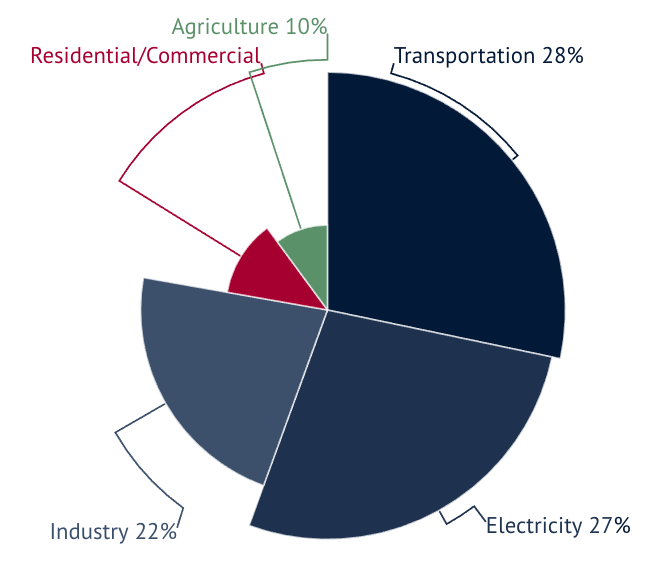 Agriculture 10%
Residential/Commercial
Transportation 28%
Industry 22%
Electricity 27%